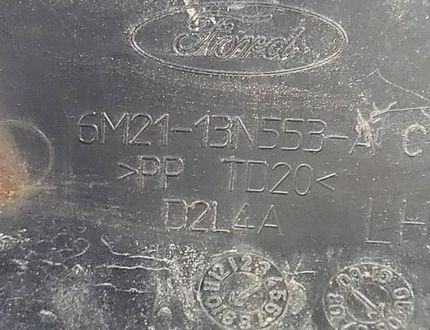 Ford
6M21-13N553-A C
>PP TD20<
D2L4A LH